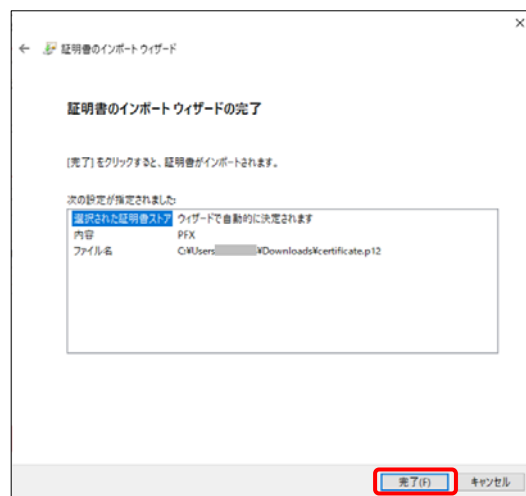 証明書のインポート ウィザード
証明書のインポート ウィザードの完了
[完了] をクリックすると、証明書がインポートされます。
次の設定が指定されました:
選択された証明書ストア ウィザードで自動的に決定されます
内容 PFX
ファイル名 C:¥Users ¥Downloads¥certificate.p12
完了(F) キャンセル